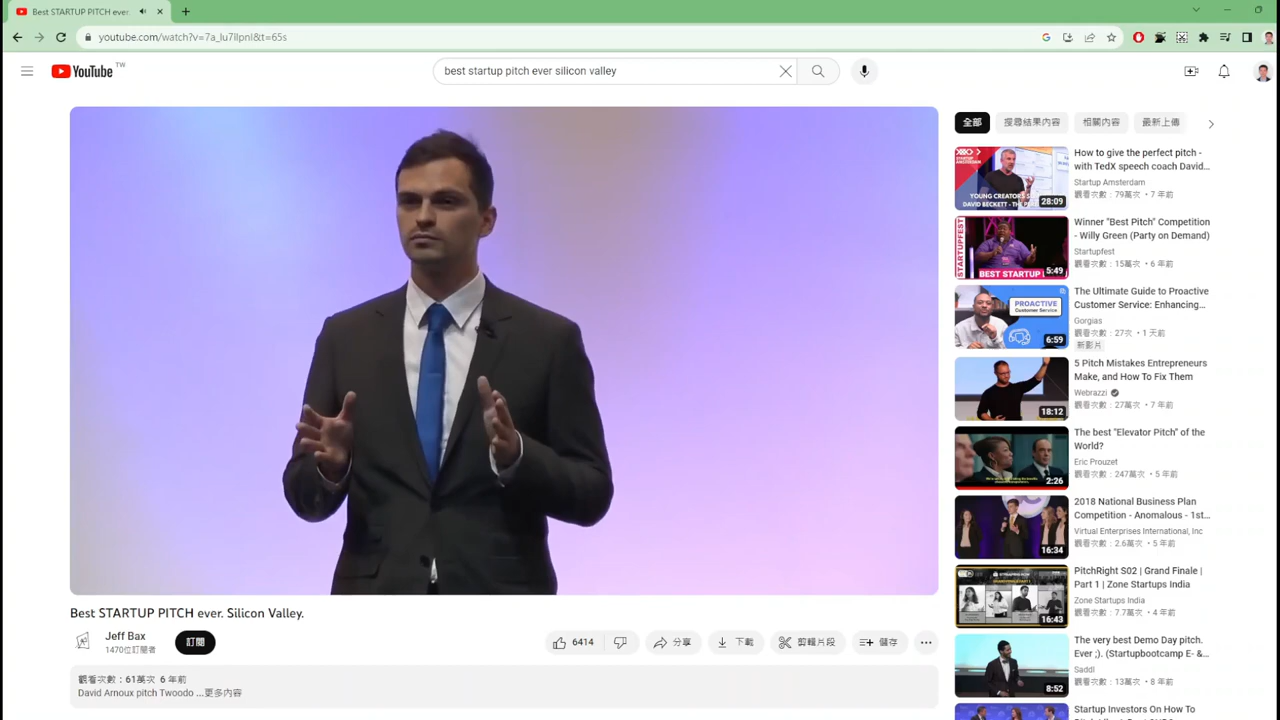 Best STARTUP PITCH ever.
youtube.com/watch?v=7a_Iu7IIpnI&t=65s
YouTube TW
best startup pitch ever silicon valley
Best STARTUP PITCH ever. Silicon Valley.
Jeff Bax
1470位訂閱者
訂閱
6414
分享
下載
剪輯片段
儲存
觀看次數：61萬次 6 年前
David Arnoux pitch Twoodo ...更多內容
全部
搜尋結果內容
相關內容
最新上傳
STARTUP AMSTERDAM
28:09
How to give the perfect pitch -
with TedX speech coach David...
Startup Amsterdam
觀看次數：79萬次 • 7 年前
STARTUPFEST
BEST STARTUP
5:49
Winner "Best Pitch" Competition
- Willy Green (Party on Demand)
Startupfest
觀看次數：15萬次 • 6 年前
PROACTIVE
Customer Service
6:59
The Ultimate Guide to Proactive
Customer Service: Enhancing...
Gorgias
觀看次數：27次 • 1 天前
新影片
18:12
5 Pitch Mistakes Entrepreneurs
Make, and How To Fix Them
Webrazzi
觀看次數：27萬次 • 7 年前
2:26
The best "Elevator Pitch" of the
World?
Eric Prouzet
觀看次數：247萬次 • 5 年前
16:34
2018 National Business Plan
Competition - Anomalous - 1st...
Virtual Enterprises International, Inc
觀看次數：2.6萬次 • 5 年前
16:43
PitchRight S02 | Grand Finale |
Part 1 | Zone Startups India
Zone Startups India
觀看次數：7.7萬次 • 4 年前
8:52
The very best Demo Day pitch.
Ever ;). (Startupbootcamp E- &...
Saddl
觀看次數：13萬次 • 8 年前
Startup Investors On How To